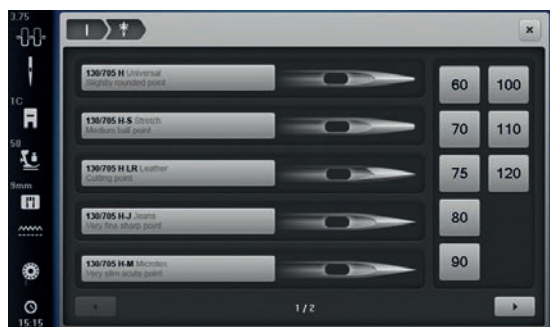 3.75
1C
50
9mm
15:15
130/705 H Universal
Slightly rounded point
130/705 H-S Stretch
Medium ball point
130/705 H LR Leather
Cutting point
130/705 H-J Jeans
Very fine sharp point
130/705 H-M Microtex
Very slim acute point
60 100
70 110
75 120
80
90
1/2